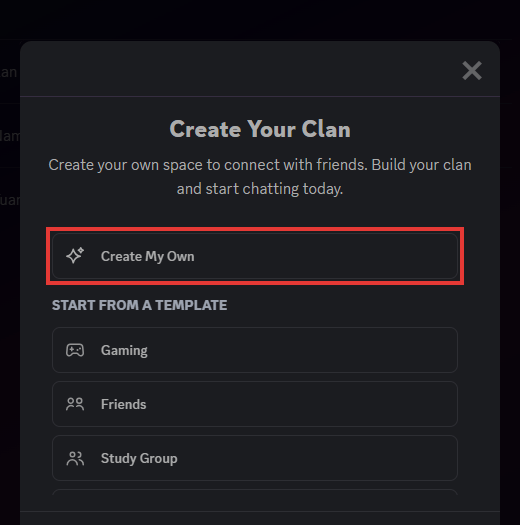 Create Your Clan
Create your own space to connect with friends. Build your clan
and start chatting today.
Create My Own
START FROM A TEMPLATE
Gaming
Friends
Study Group